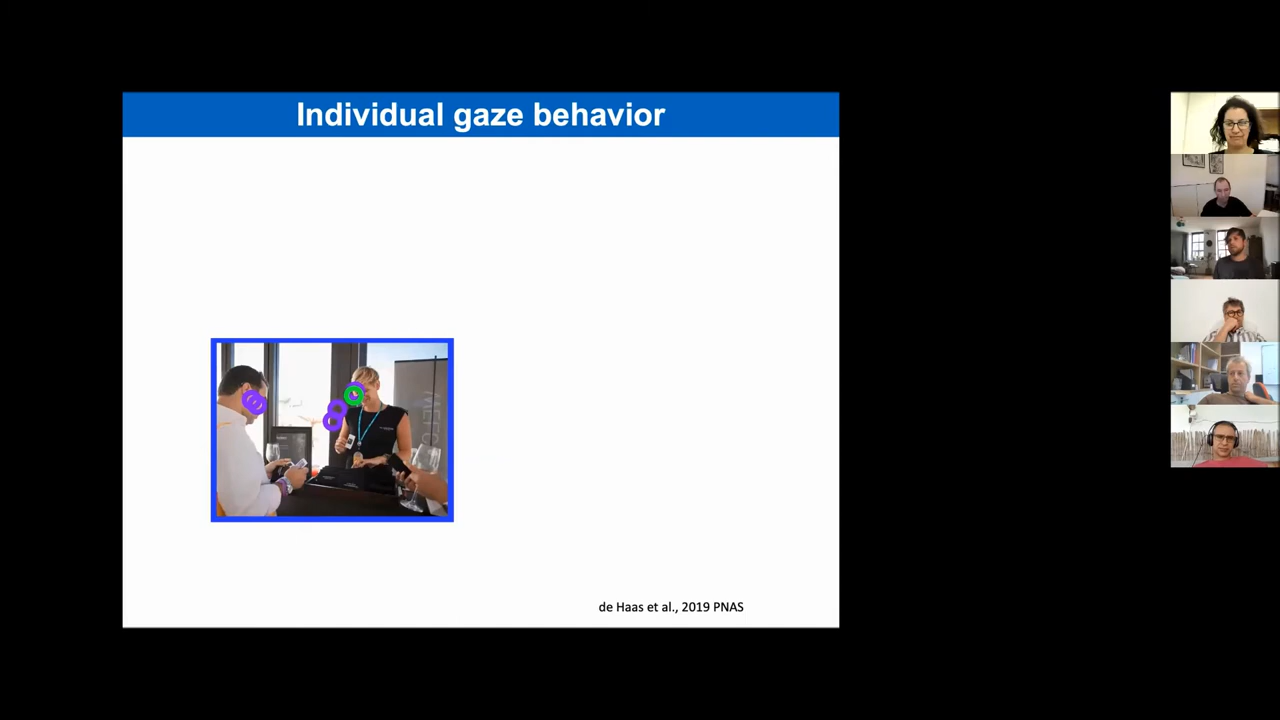 Individual gaze behavior
de Haas et al., 2019 PNAS